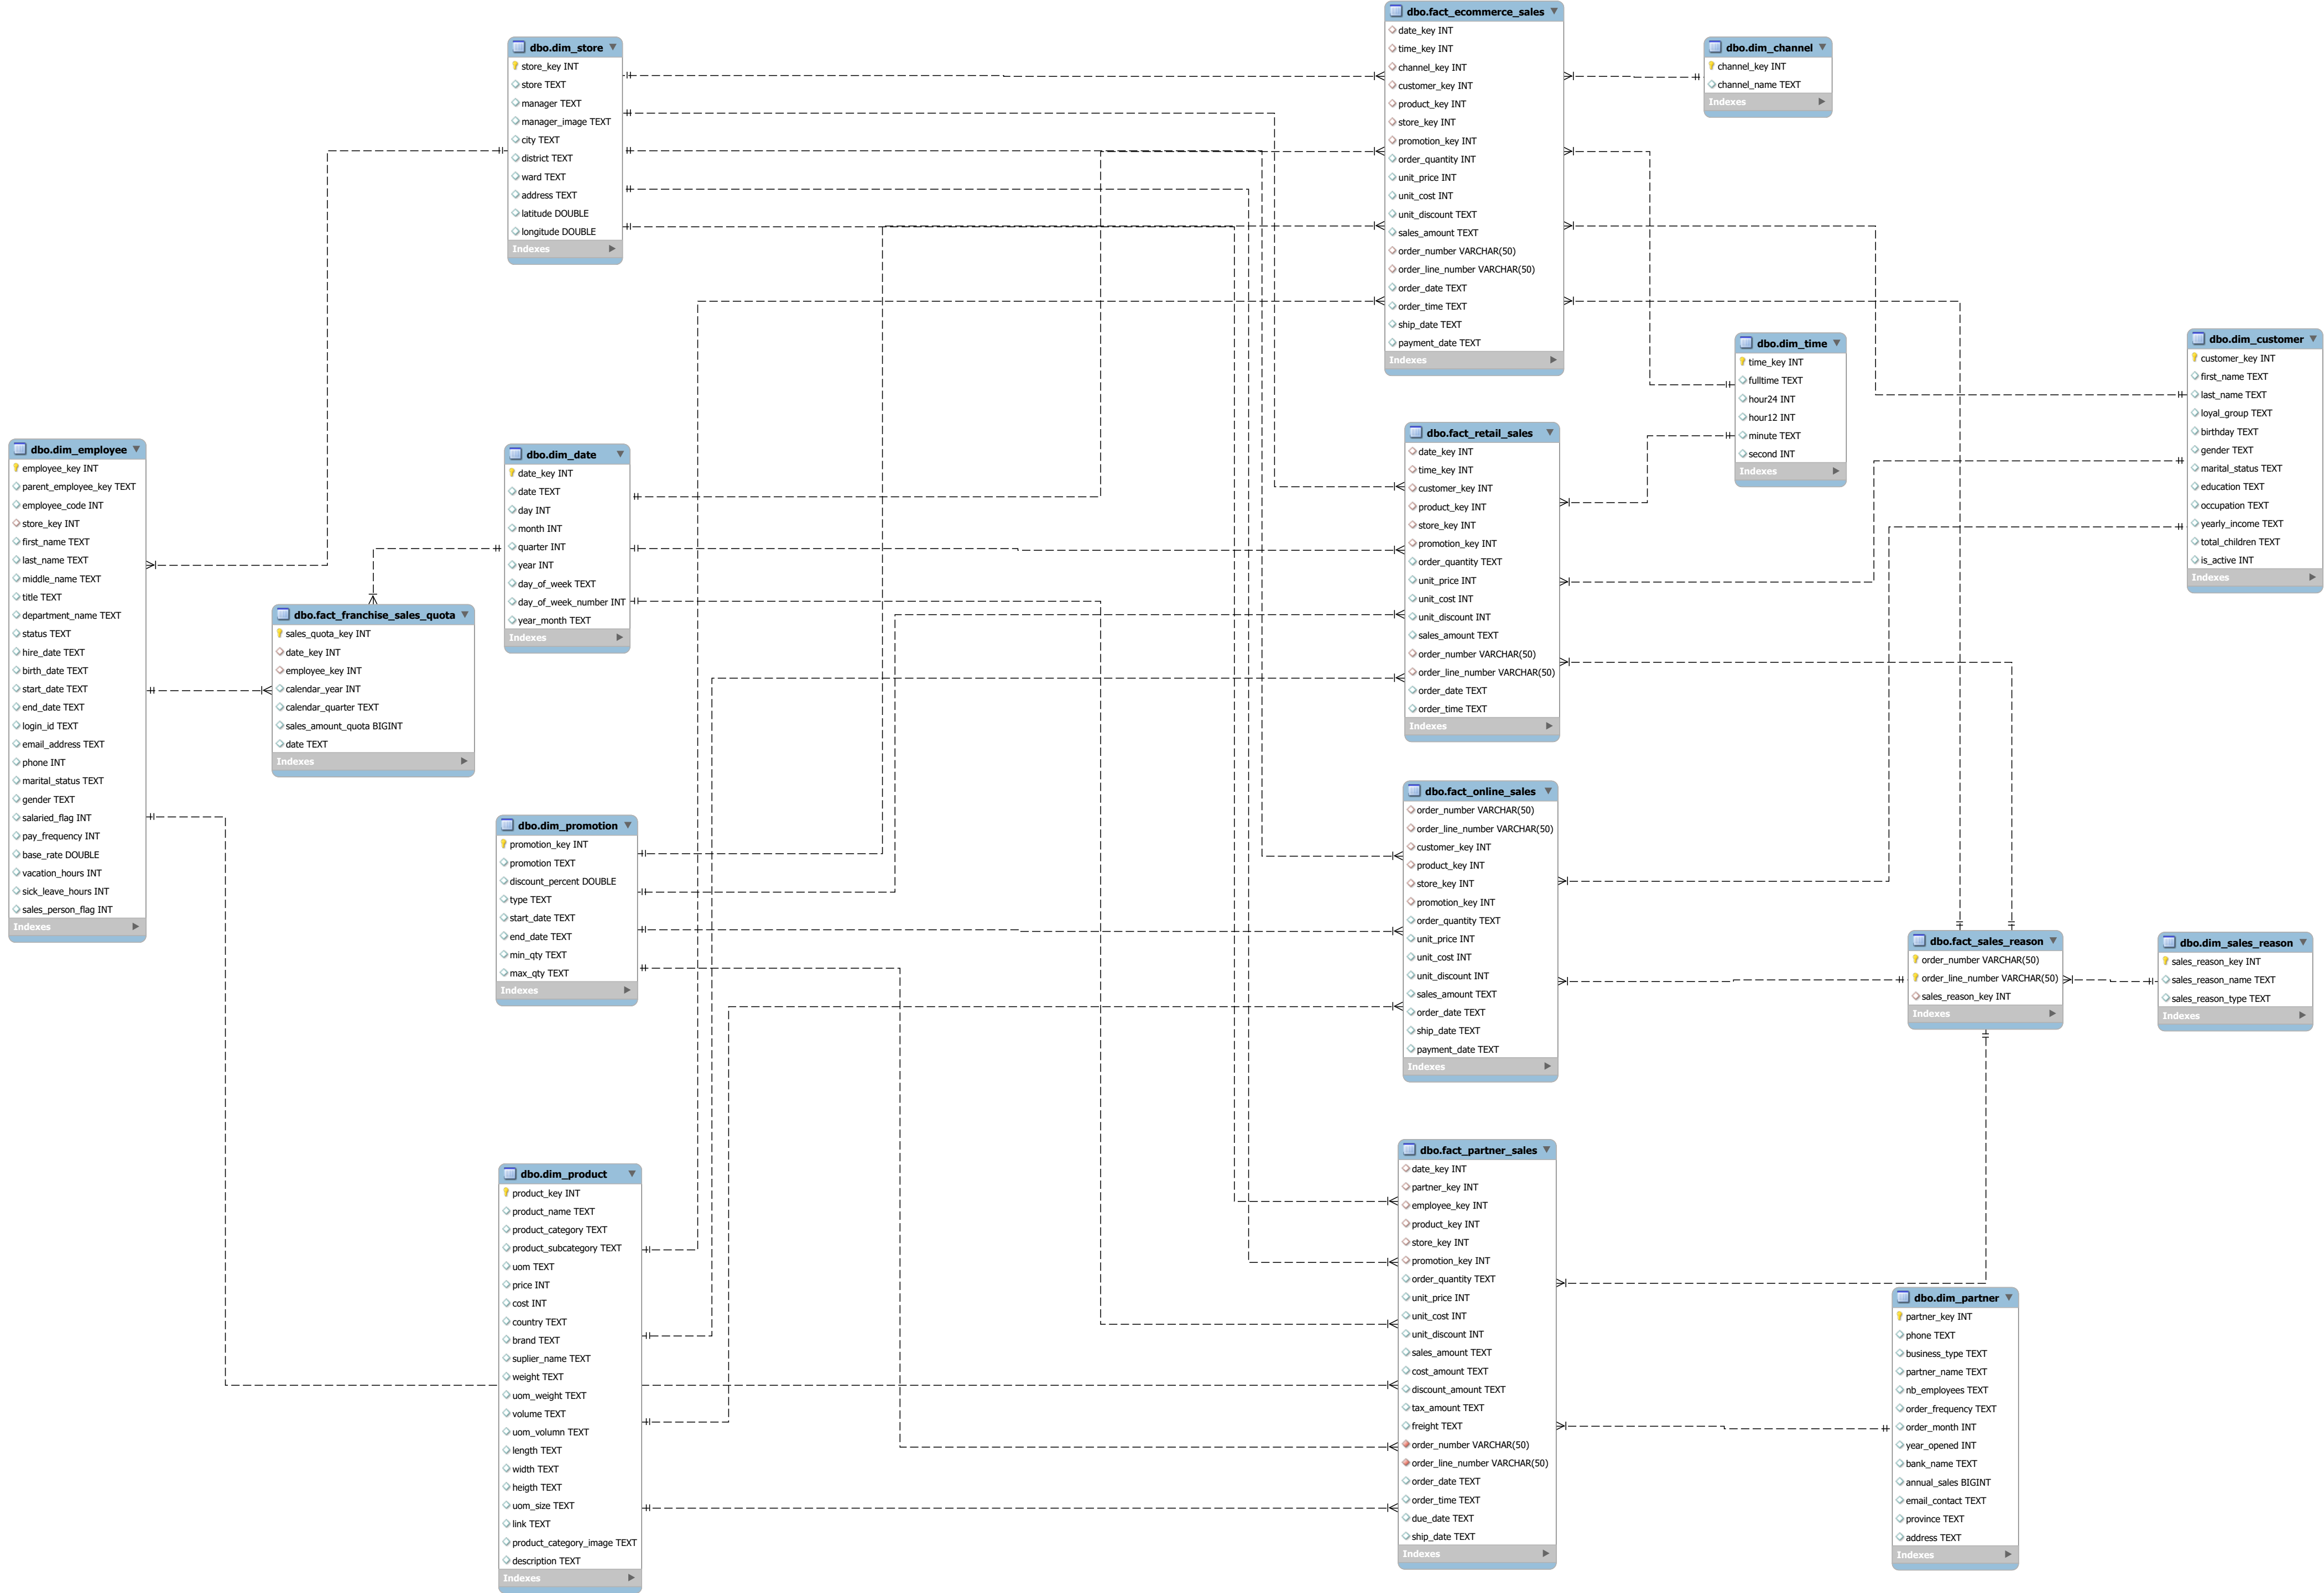 dbo.fact_ecommerce_sales
date_key INT
time_key INT
channel_key INT
customer_key INT
product_key INT
store_key INT
promotion_key INT
order_quantity INT
unit_price INT
unit_cost INT
unit_discount TEXT
sales_amount TEXT
order_number VARCHAR(50)
order_line_number VARCHAR(50)
order_date TEXT
order_time TEXT
ship_date TEXT
payment_date TEXT
Indexes
dbo.dim_store
store_key INT
store TEXT
manager TEXT
manager_image TEXT
city TEXT
district TEXT
ward TEXT
address TEXT
latitude DOUBLE
longitude DOUBLE
Indexes
dbo.dim_channel
channel_key INT
channel_name TEXT
Indexes
dbo.dim_time
time_key INT
fulltime TEXT
hour24 INT
hour12 INT
minute TEXT
second INT
Indexes
dbo.dim_customer
customer_key INT
first_name TEXT
last_name TEXT
loyal_group TEXT
birthday TEXT
gender TEXT
marital_status TEXT
education TEXT
occupation TEXT
yearly_income TEXT
total_children TEXT
is_active INT
Indexes
dbo.dim_employee
employee_key INT
parent_employee_key TEXT
employee_code INT
store_key INT
first_name TEXT
last_name TEXT
middle_name TEXT
title TEXT
department_name TEXT
status TEXT
hire_date TEXT
birth_date TEXT
start_date TEXT
end_date TEXT
login_id TEXT
email_address TEXT
phone INT
marital_status TEXT
gender TEXT
salaried_flag INT
pay_frequency INT
base_rate DOUBLE
vacation_hours INT
sick_leave_hours INT
sales_person_flag INT
Indexes
dbo.dim_date
date_key INT
date TEXT
day INT
month INT
quarter INT
year INT
day_of_week TEXT
day_of_week_number INT
year_month TEXT
Indexes
dbo.fact_retail_sales
date_key INT
time_key INT
customer_key INT
product_key INT
store_key INT
promotion_key INT
order_quantity TEXT
unit_price INT
unit_cost INT
unit_discount INT
sales_amount TEXT
order_number VARCHAR(50)
order_line_number VARCHAR(50)
order_date TEXT
order_time TEXT
Indexes
dbo.fact_franchise_sales_quota
sales_quota_key INT
date_key INT
employee_key INT
calendar_year INT
calendar_quarter TEXT
sales_amount_quota BIGINT
date TEXT
Indexes
dbo.dim_promotion
promotion_key INT
promotion TEXT
discount_percent DOUBLE
type TEXT
start_date TEXT
end_date TEXT
min_qty TEXT
max_qty TEXT
Indexes
dbo.fact_online_sales
order_number VARCHAR(50)
order_line_number VARCHAR(50)
customer_key INT
product_key INT
store_key INT
promotion_key INT
order_quantity TEXT
unit_price INT
unit_cost INT
unit_discount INT
sales_amount TEXT
order_date TEXT
ship_date TEXT
payment_date TEXT
Indexes
dbo.fact_sales_reason
order_number VARCHAR(50)
order_line_number VARCHAR(50)
sales_reason_key INT
Indexes
dbo.dim_sales_reason
sales_reason_key INT
sales_reason_name TEXT
sales_reason_type TEXT
Indexes
dbo.dim_product
product_key INT
product_name TEXT
product_category TEXT
product_subcategory TEXT
uom TEXT
price INT
cost INT
country TEXT
brand TEXT
suplier_name TEXT
weight TEXT
uom_weight TEXT
volume TEXT
uom_volumn TEXT
length TEXT
width TEXT
heigth TEXT
uom_size TEXT
link TEXT
product_category_image TEXT
description TEXT
Indexes
dbo.fact_partner_sales
date_key INT
partner_key INT
employee_key INT
product_key INT
store_key INT
promotion_key INT
order_quantity TEXT
unit_price INT
unit_cost INT
unit_discount INT
sales_amount TEXT
cost_amount TEXT
discount_amount TEXT
tax_amount TEXT
freight TEXT
order_number VARCHAR(50)
order_line_number VARCHAR(50)
order_date TEXT
order_time TEXT
due_date TEXT
ship_date TEXT
Indexes
dbo.dim_partner
partner_key INT
phone TEXT
business_type TEXT
partner_name TEXT
nb_employees TEXT
order_frequency TEXT
order_month INT
year_opened INT
bank_name TEXT
annual_sales BIGINT
email_contact TEXT
province TEXT
address TEXT
Indexes